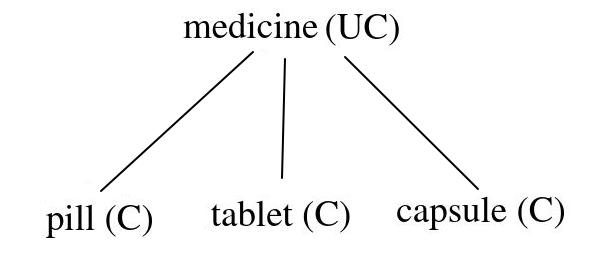 medicine (UC)
pill (C) tablet (C) capsule (C)